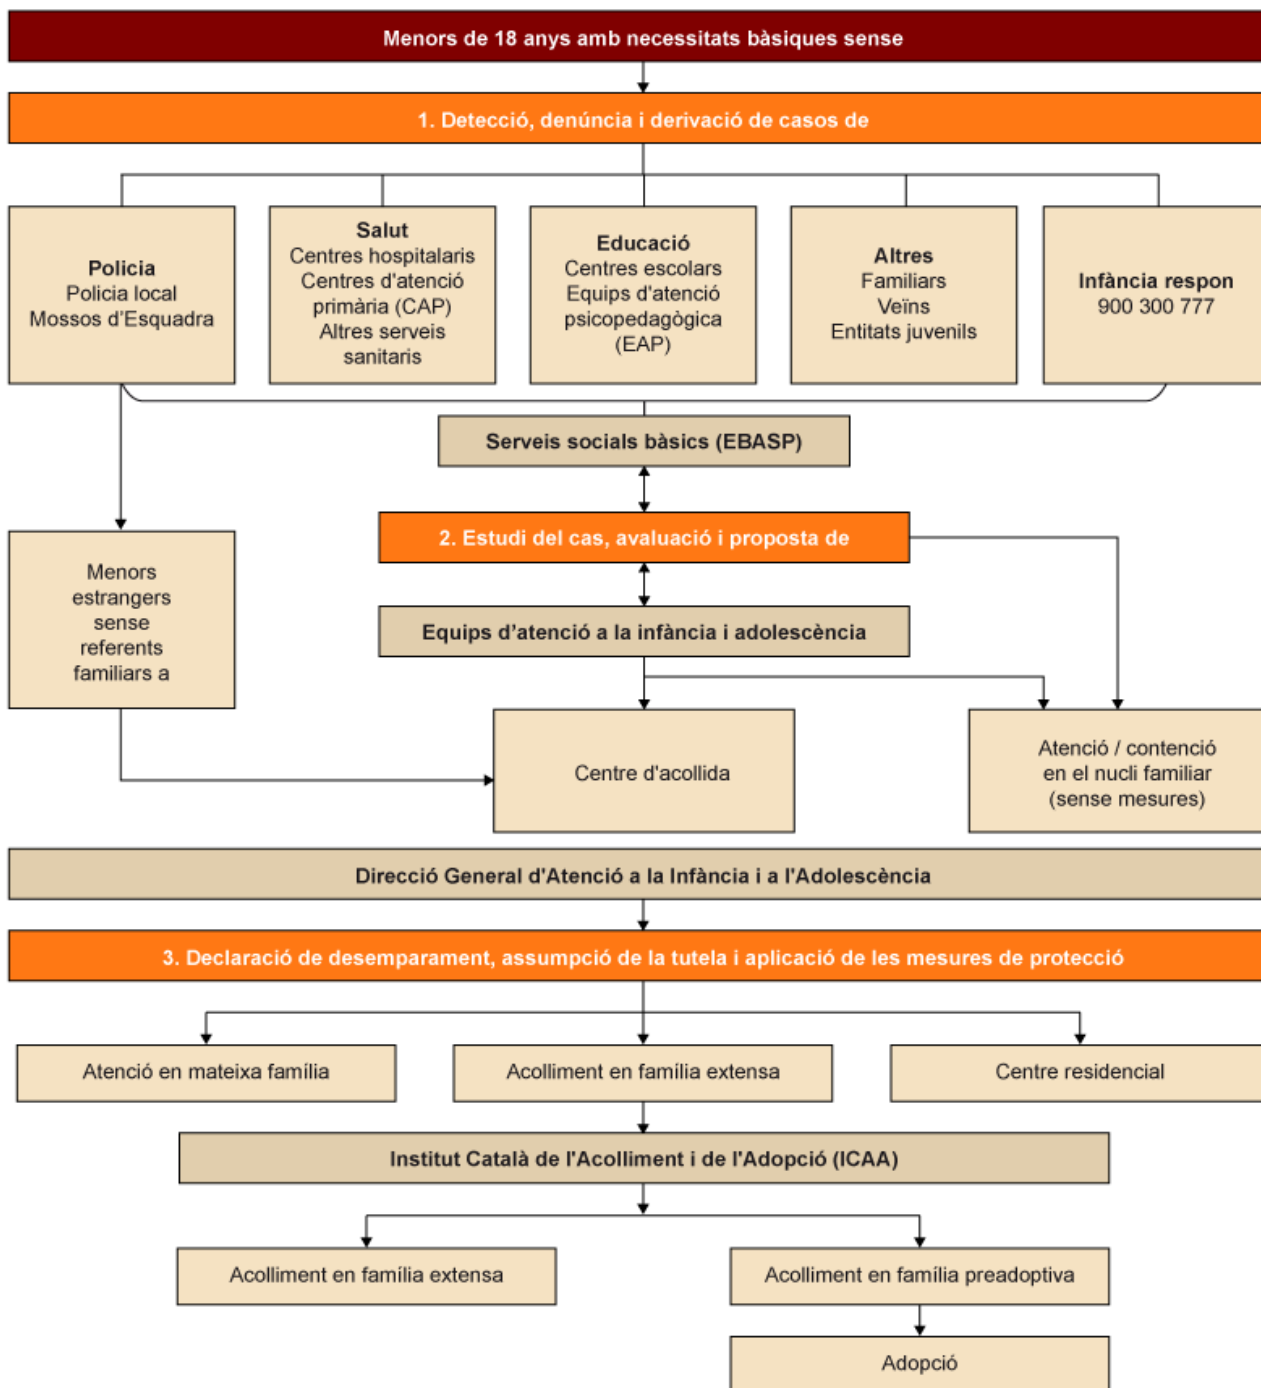 Menors de 18 anys amb necessitats bàsiques sense
1. Detecció, denúncia i derivació de casos de
Policia
Policia local
Mossos d'Esquadra
Salut
Centres hospitalaris
Centres d'atenció
primària (CAP)
Altres serveis
sanitaris
Educació
Centres escolars
Equips d'atenció
psicopedagògica
(EAP)
Altres
Familiars
Veïns
Entitats juvenils
Infància respon
900 300 777
Serveis socials bàsics (EBASP)
2. Estudi del cas, avaluació i proposta de
Menors
estrangers
sense
referents
familiars a
Equips d’atenció a la infància i adolescència
Centre d'acollida
Atenció / contenció
en el nucli familiar
(sense mesures)
Direcció General d'Atenció a la Infància i a l'Adolescència
3. Declaració de desemparament, assumpció de la tutela i aplicació de les mesures de protecció
Atenció en mateixa família
Acolliment en família extensa
Centre residencial
Institut Català de l'Acolliment i de l'Adopció (ICAA)
Acolliment en família extensa
Acolliment en família preadoptiva
Adopció